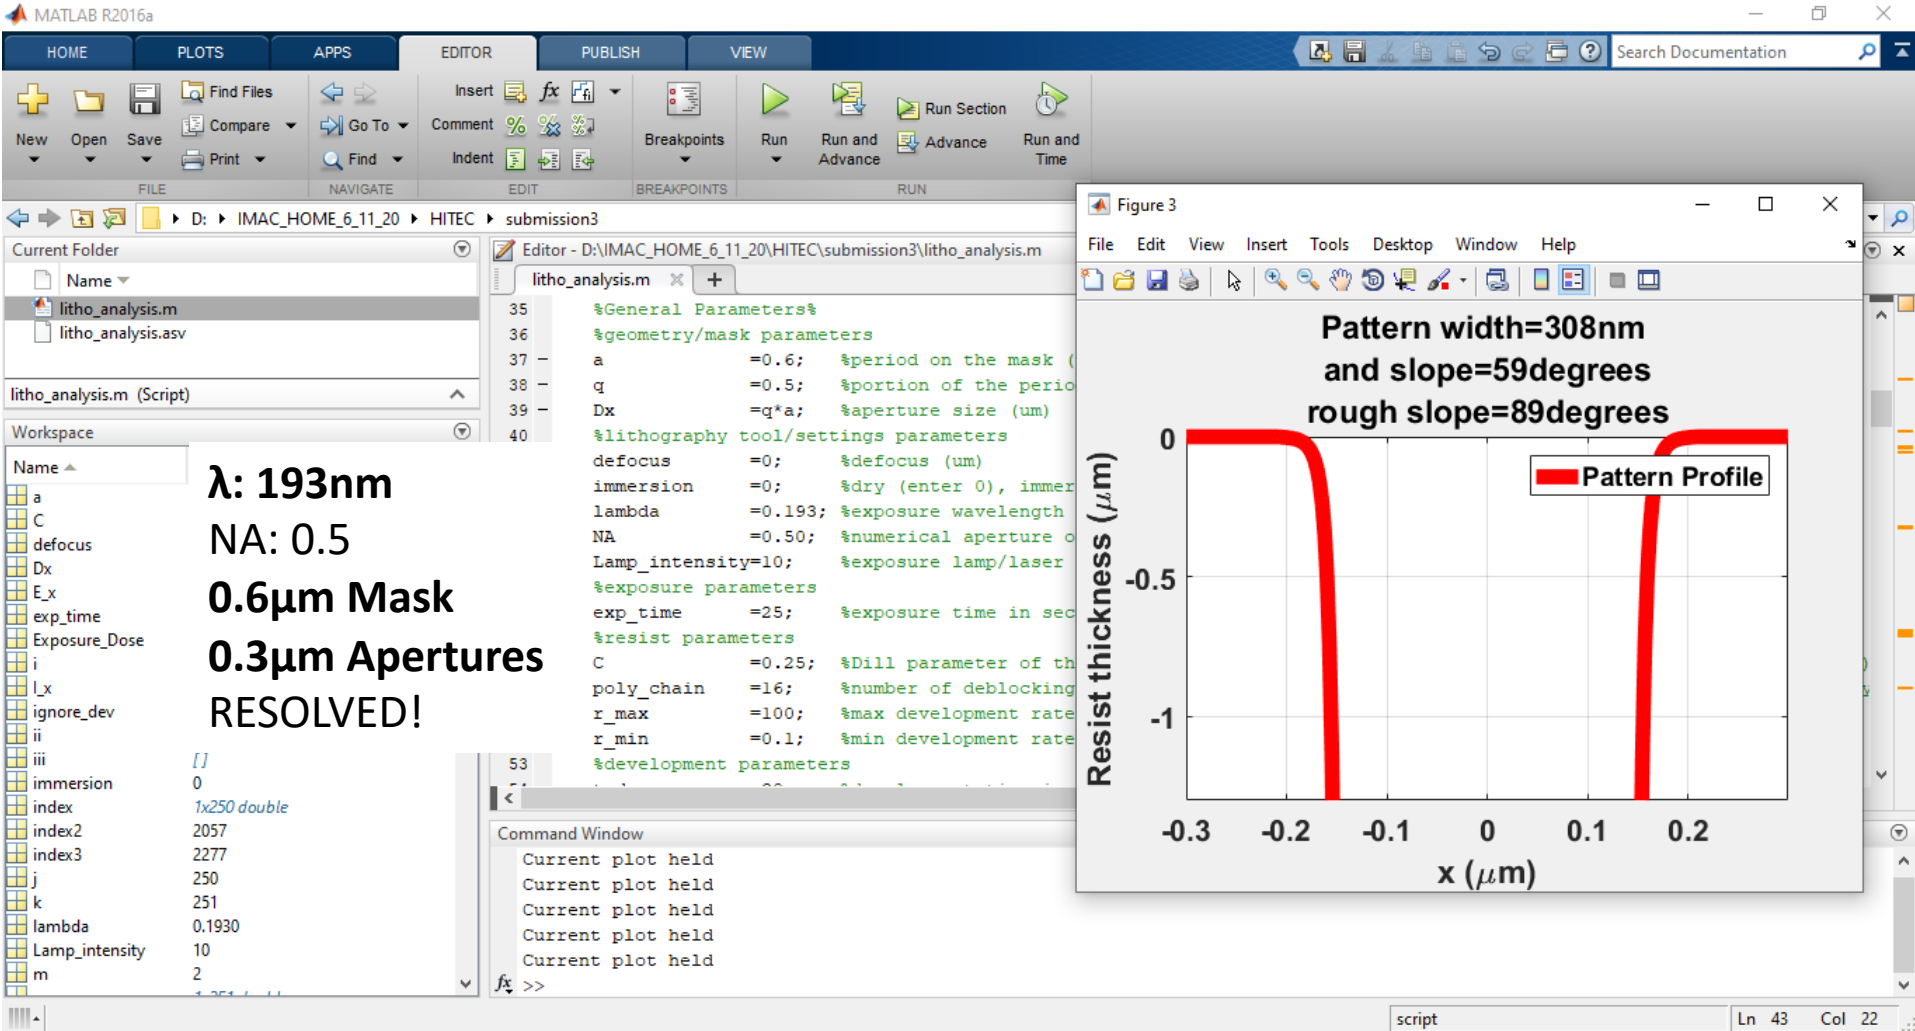 MATLAB R2016a
HOME PLOTS APPS EDITOR PUBLISH VIEW
Search Documentation
New Open Save
Find Files
Compare
Print
Go To
Find
Insert
Comment
Indent
fx
Breakpoints
Run
Run and Advance
Run Section
Advance
Run and Time
FILE NAVIGATE EDIT BREAKPOINTS RUN
D: IMAC_HOME_6_11_20 HITEC submission3
Current Folder
Name
litho_analysis.m
litho_analysis.asv
litho_analysis.m (Script)
Workspace
Name
a
C
defocus
Dx
E_x
exp_time
Exposure_Dose
i
I_x
ignore_dev
ii
iii []
immersion 0
index 1x250 double
index2 2057
index3 2277
j 250
k 251
lambda 0.1930
Lamp_intensity 10
m 2
λ: 193nm
NA: 0.5
0.6μm Mask
0.3μm Apertures
RESOLVED!
Editor - D:\IMAC_HOME_6_11_20\HITEC\submission3\litho_analysis.m
litho_analysis.m
35 %General Parameters%
36 %geometry/mask parameters
37 – a =0.6; %period on the mask (
38 – q =0.5; %portion of the perio
39 – Dx =q*a; %aperture size (um)
40 %lithography tool/settings parameters
defocus =0; %defocus (um)
immersion =0; %dry (enter 0), immer
lambda =0.193; %exposure wavelength
NA =0.50; %numerical aperture o
Lamp_intensity=10; %exposure lamp/laser
%exposure parameters
exp_time =25; %exposure time in sec
%resist parameters
C =0.25; %Dill parameter of th
poly_chain =16; %number of deblocking
r_max =100; %max development rate
r_min =0.1; %min development rate
53 %development parameters
Command Window
Current plot held
Current plot held
Current plot held
Current plot held
Current plot held
fx >>
Figure 3
File Edit View Insert Tools Desktop Window Help
Pattern width=308nm
and slope=59degrees
rough slope=89degrees
Pattern Profile
Resist thickness (μm)
0
-0.5
-1
-0.3 -0.2 -0.1 0 0.1 0.2
x (μm)
script
Ln 43 Col 22